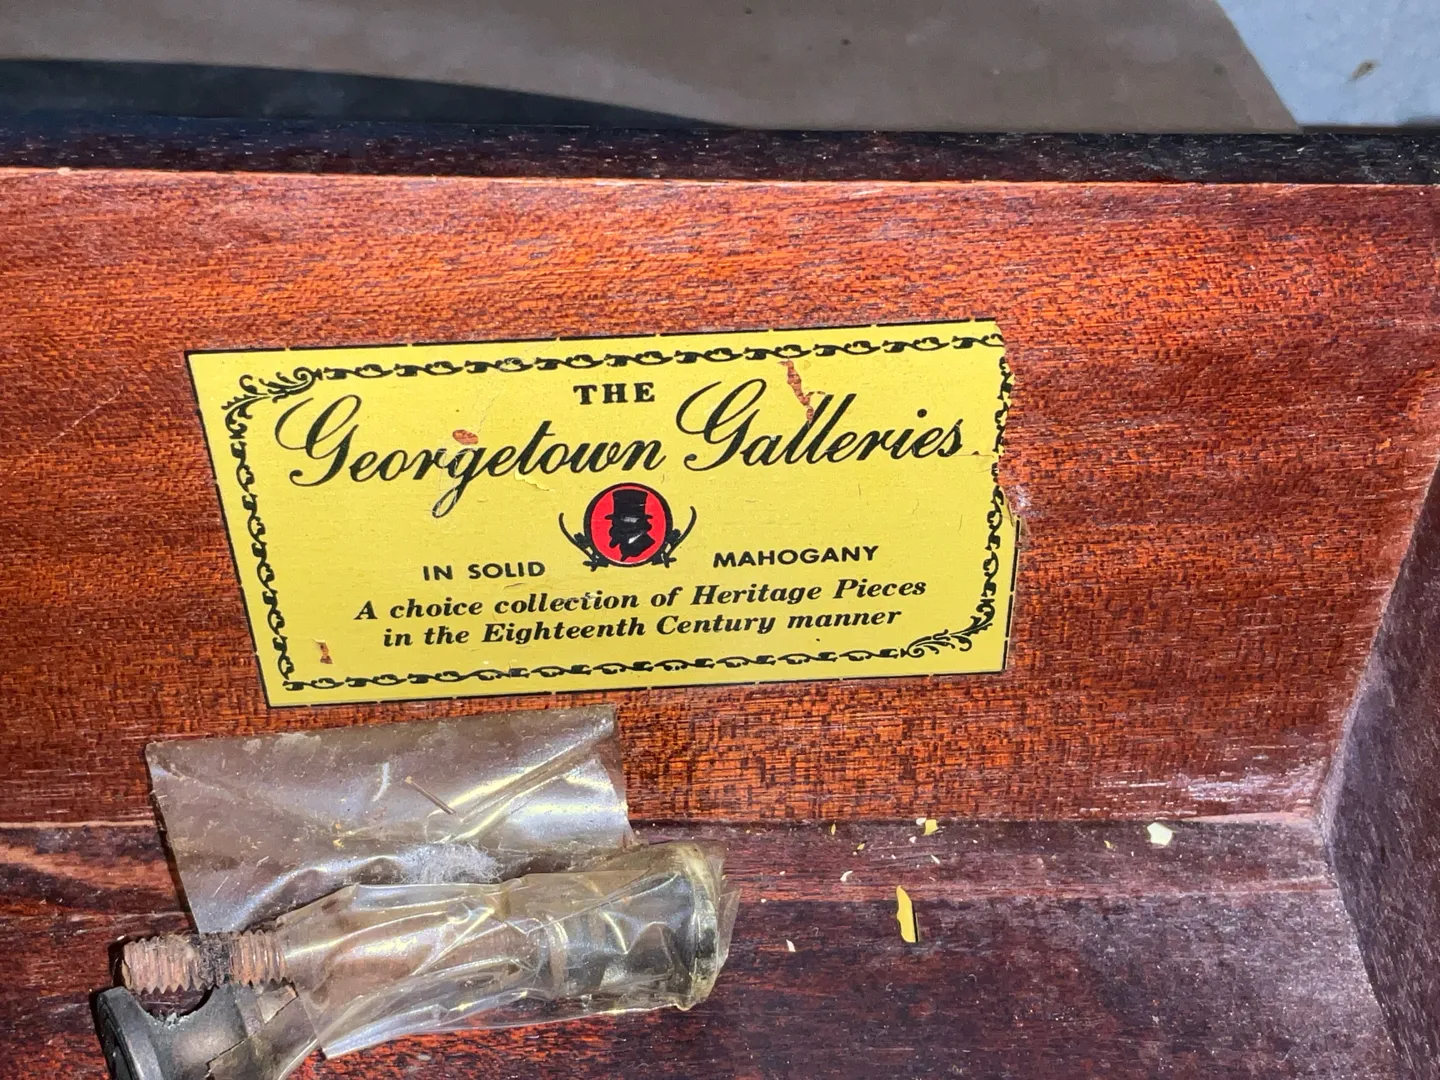 THE
Georgetown Galleries
IN SOLID MAHOGANY
A choice collection of Heritage Pieces
in the Eighteenth Century manner